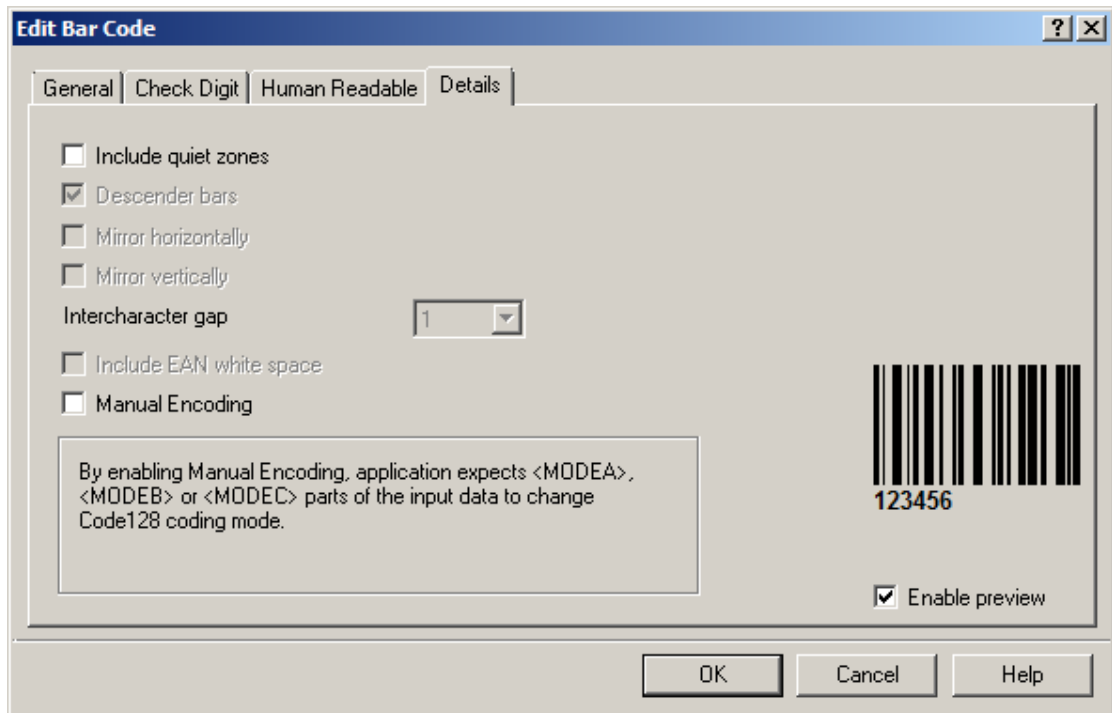 Edit Bar Code
General Check Digit Human Readable Details
Include quiet zones
Descender bars
Mirror horizontally
Mirror vertically
Intercharacter gap 1
Include EAN white space
Manual Encoding
By enabling Manual Encoding, application expects <MODEA>,
<MODEB> or <MODEC> parts of the input data to change
Code128 coding mode.
123456
Enable preview
OK Cancel Help